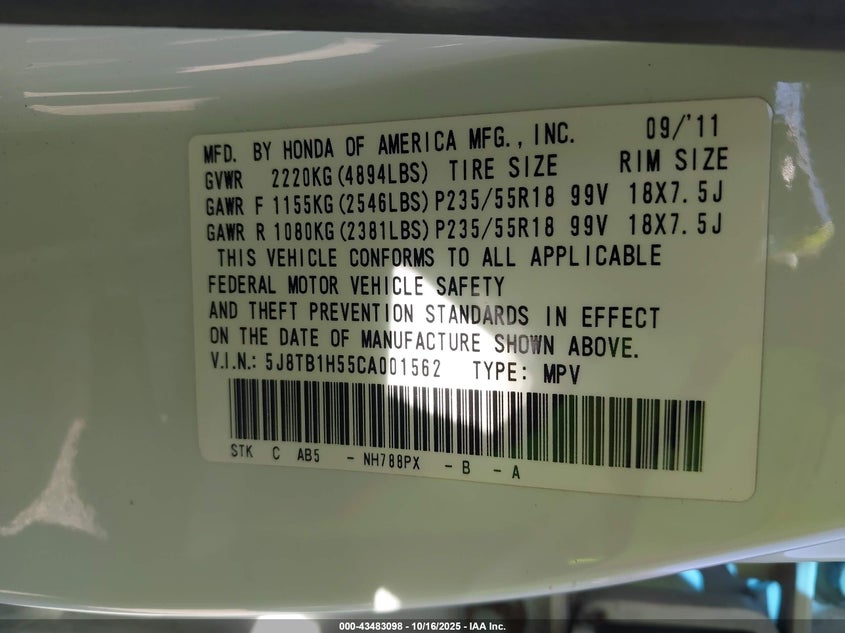 MFD. BY HONDA OF AMERICA MFG., INC. 09/'11
GVWR 2220KG(4894LBS) TIRE SIZE RIM SIZE
GAWR F 1155KG(2546LBS) P235/55R18 99V 18X7.5J
GAWR R 1080KG(2381LBS) P235/55R18 99V 18X7.5J
THIS VEHICLE CONFORMS TO ALL APPLICABLE
FEDERAL MOTOR VEHICLE SAFETY
AND THEFT PREVENTION STANDARDS IN EFFECT
ON THE DATE OF MANUFACTURE SHOWN ABOVE.
V.I.N.: 5J8TB1H55CA001562 TYPE: MPV
STK C AB5 - NH788PX - B - A
000-43483098 - 10/16/2025 - IAA Inc.